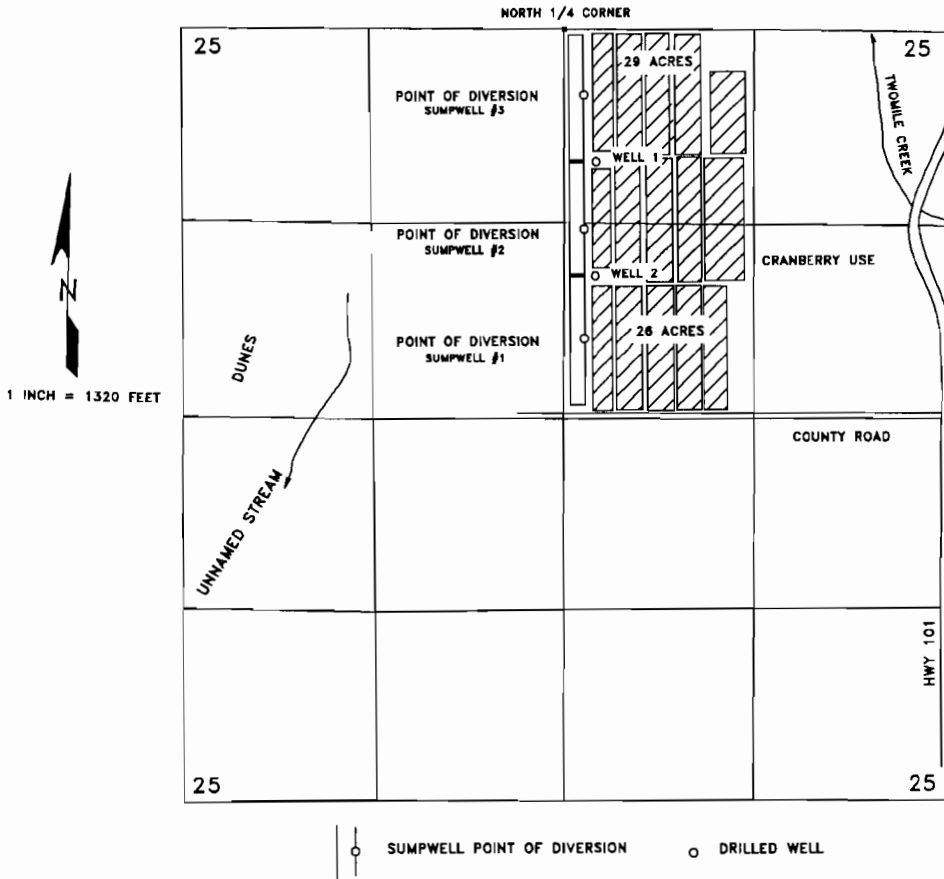 NORTH 1/4 CORNER
25
25
29 ACRES
POINT OF DIVERSION
SUMPWELL #3
TWOMILE CREEK
WELL 1
POINT OF DIVERSION
SUMPWELL #2
CRANBERRY USE
WELL 2
N
26 ACRES
POINT OF DIVERSION
SUMPWELL #1
DUNES
1 INCH = 1320 FEET
COUNTY ROAD
UNNAMED STREAM
HWY 101
25
25
SUMPWELL POINT OF DIVERSION
DRILLED WELL